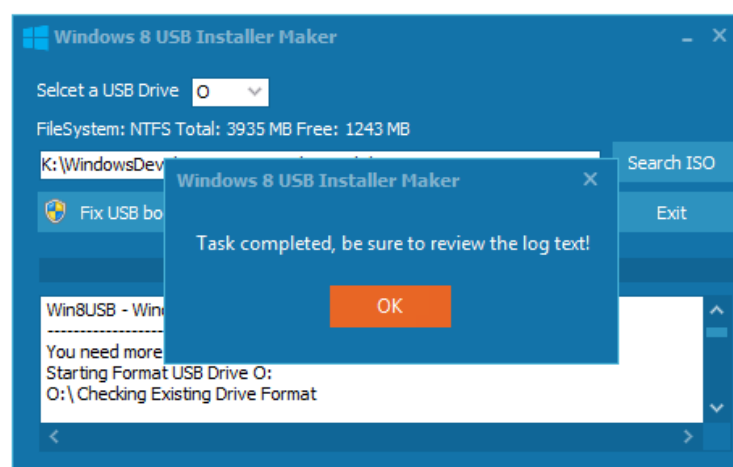 Windows 8 USB Installer Maker
Selcet a USB Drive O
FileSystem: NTFS Total: 3935 MB Free: 1243 MB
K:\WindowsDev
Search ISO
Fix USB bo
Exit
Windows 8 USB Installer Maker
Task completed, be sure to review the log text!
OK
Win8USB - Win
--------------------
You need more
Starting Format USB Drive O:
O:\ Checking Existing Drive Format